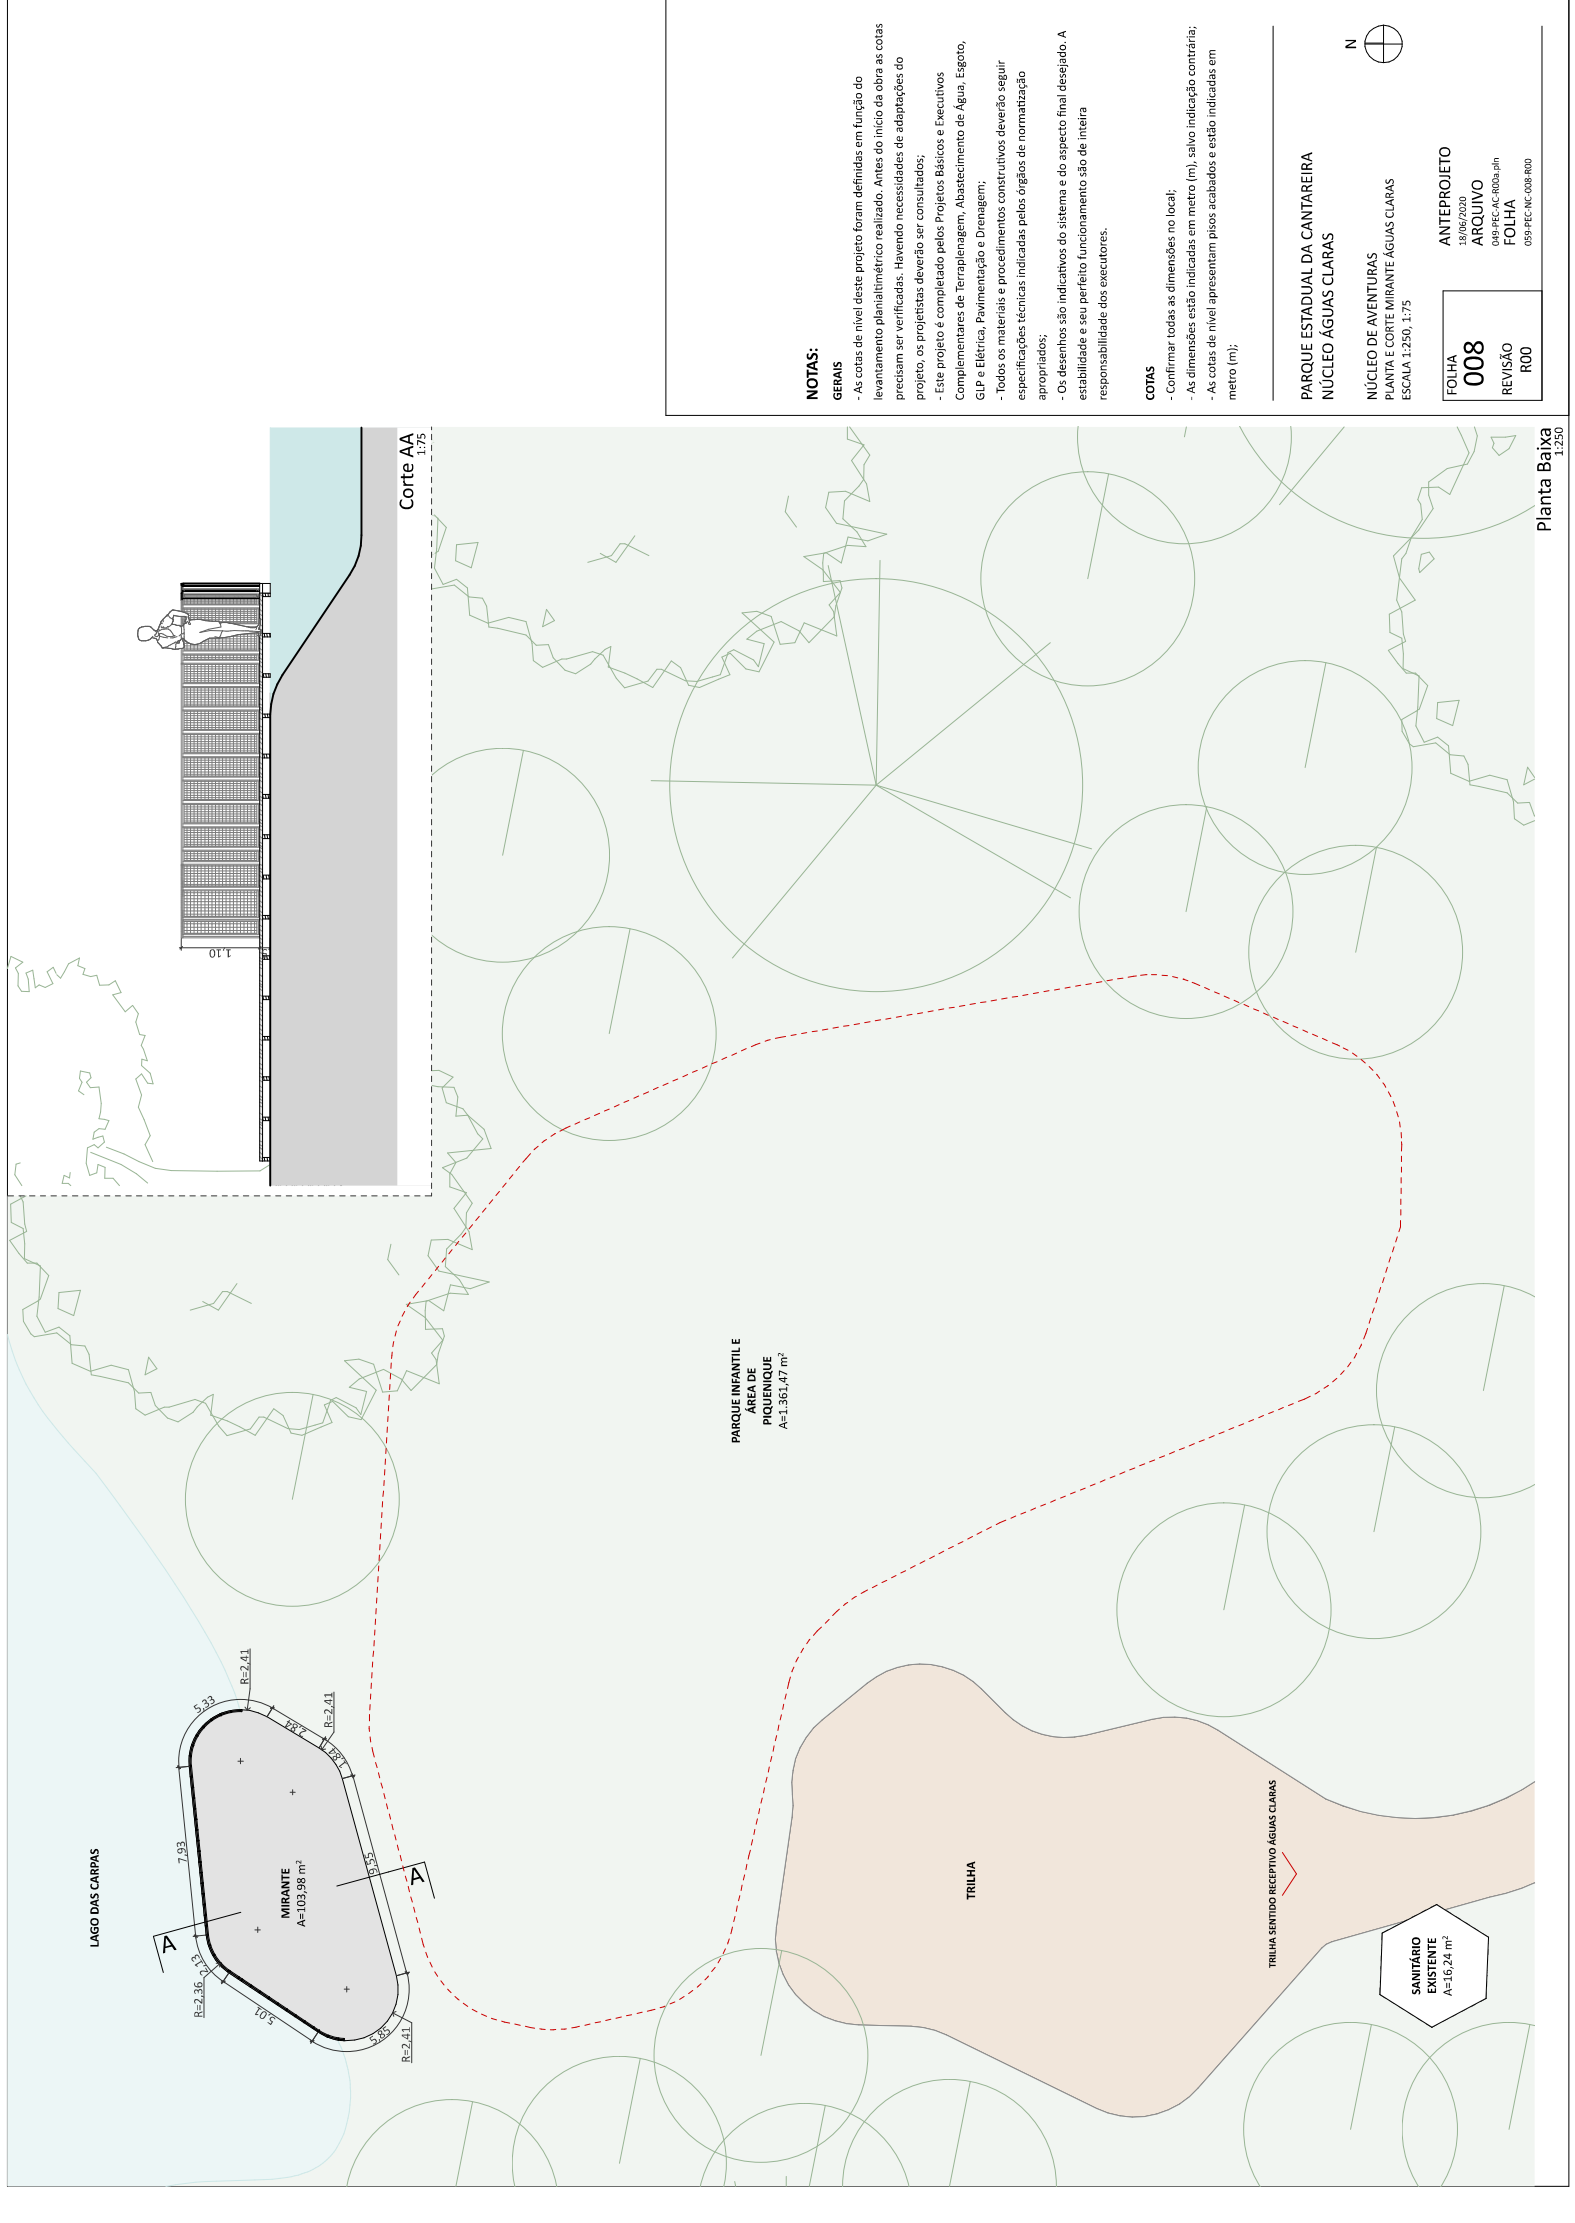 LAGO DAS CARPAS
MIRANTE
A=103,98 m²
A
A
7,93
5,33
R=2,41
2,84
R=2,41
1,84
9,55
5,85
R=2,41
5,01
2,13
R=2,36
PARQUE INFANTIL E
ÁREA DE
PIQUENIQUE
A=1.361,47 m²
TRILHA
TRILHA SENTIDO RECEPTIVO ÁGUAS CLARAS
SANITÁRIO
EXISTENTE
A=16,24 m²
1,10
Corte AA
1:75
Planta Baixa
1:250
NOTAS:
GERAIS
- As cotas de nível deste projeto foram definidas em função do
levantamento planialtimétrico realizado. Antes do início da obra as cotas
precisam ser verificadas. Havendo necessidades de adaptações do
projeto, os projetistas deverão ser consultados;
- Este projeto é completado pelos Projetos Básicos e Executivos
Complementares de Terraplenagem, Abastecimento de Água, Esgoto,
GLP e Elétrica, Pavimentação e Drenagem;
- Todos os materiais e procedimentos construtivos deverão seguir
especificações técnicas indicadas pelos órgãos de normatização
apropriados;
- Os desenhos são indicativos do sistema e do aspecto final desejado. A
estabilidade e seu perfeito funcionamento são de inteira
responsabilidade dos executores.
COTAS
- Confirmar todas as dimensões no local;
- As dimensões estão indicadas em metro (m), salvo indicação contrária;
- As cotas de nível apresentam pisos acabados e estão indicadas em
metro (m);
PARQUE ESTADUAL DA CANTAREIRA
NÚCLEO ÁGUAS CLARAS
N
NÚCLEO DE AVENTURAS
PLANTA E CORTE MIRANTE ÁGUAS CLARAS
ESCALA 1:250, 1:75
FOLHA
008
REVISÃO
R00
ANTEPROJETO
18/06/2020
ARQUIVO
049-PEC-AC-R00a.pln
FOLHA
059-PEC-NC-008-R00